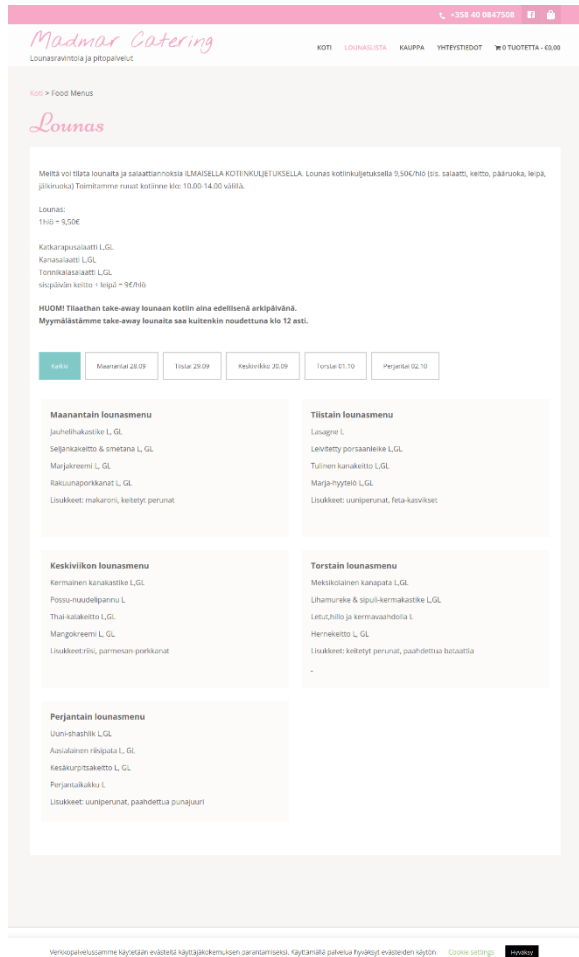 +358 40 0847508
Madmar Catering
Lounasravintola ja pitopalvelut
KOTI LOUNASLISTA KAUPPA YHTEYSTIEDOT 0 TUOTETTA - €0,00
Koti > Food Menus
Lounas
Meiltä voi tilata lounaita ja salaattiannoksia ILMAISELLA KOTIINKULJETUKSELLA. Lounas kotiinkuljetuksella 9,50€/hlö (sis. salaatti, keitto, pääruoka, leipä,
jälkiruoka) Toimitamme ruuat kotiinne klo: 10.00-14.00 välillä.
Lounas:
1hlö = 9,50€
Katkarapusalaatti L,GL
Kanasalaatti L,GL
Tonnikalasalaatti L,GL
sis:päivän keitto + leipä = 9€/hlö
HUOM! Tilaathan take-away lounaan kotiin aina edellisenä arkipäivänä.
Myymälästämme take-away lounaita saa kuitenkin noudettuna klo 12 asti.
Kaikki Maanantai 28.09 Tiistai 29.09 Keskiviikko 30.09 Torstai 01.10 Perjantai 02.10
Maanantain lounasmenu
Jauhelihakastike L, GL
Seljankakeitto & smetana L, GL
Marjakreemi L, GL
Rakuunaporkkanat L, GL
Lisukkeet: makaroni, keitetyt perunat
Tiistain lounasmenu
Lasagne L
Leivitetty porsaanleike L,GL
Tulinen kanakeitto L,GL
Marja-hyytelö L,GL
Lisukkeet: uuniperunat, feta-kasvikset
Keskiviikon lounasmenu
Kermainen kanakastike L,GL
Possu-nuudelipannu L
Thai-kalakeitto L,GL
Mangokreemi L, GL
Lisukkeet:riisi, parmesan-porkkanat
Torstain lounasmenu
Meksikolainen kanapata L,GL
Lihamureke & sipuli-kermakastike L,GL
Letut,hillo ja kermavaahdolla L
Hernekeitto L, GL
Lisukkeet: keitetyt perunat, paahdettua bataattia
-
Perjantain lounasmenu
Uuni-shashlik L,GL
Aasialainen riisipata L, GL
Kesäkurpitsakeitto L, GL
Perjantaikakku L
Lisukkeet: uuniperunat, paahdettua punajuuri
Verkkopalvelussamme käytetään evästeitä käyttäjäkokemuksen parantamiseksi, Käyttämällä palvelua hyväksyt evästeiden käytön. Cookie settings Hyväksy